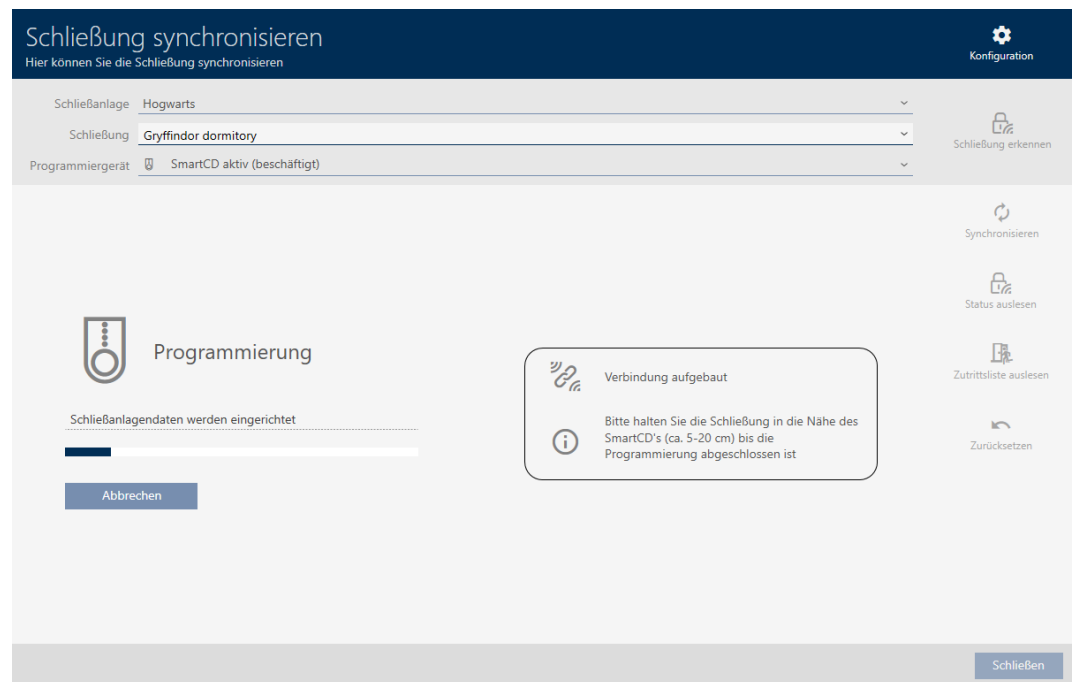 Schließung synchronisieren
Hier können Sie die Schließung synchronisieren
Konfiguration
Schließanlage Hogwarts
Schließung Gryffindor dormitory
Programmiergerät SmartCD aktiv (beschäftigt)
Schließung erkennen
Synchronisieren
Status auslesen
Zutrittsliste auslesen
Zurücksetzen
Programmierung
Schließanlagendaten werden eingerichtet
Abbrechen
Verbindung aufgebaut
Bitte halten Sie die Schließung in die Nähe des
SmartCD's (ca. 5-20 cm) bis die
Programmierung abgeschlossen ist
Schließen